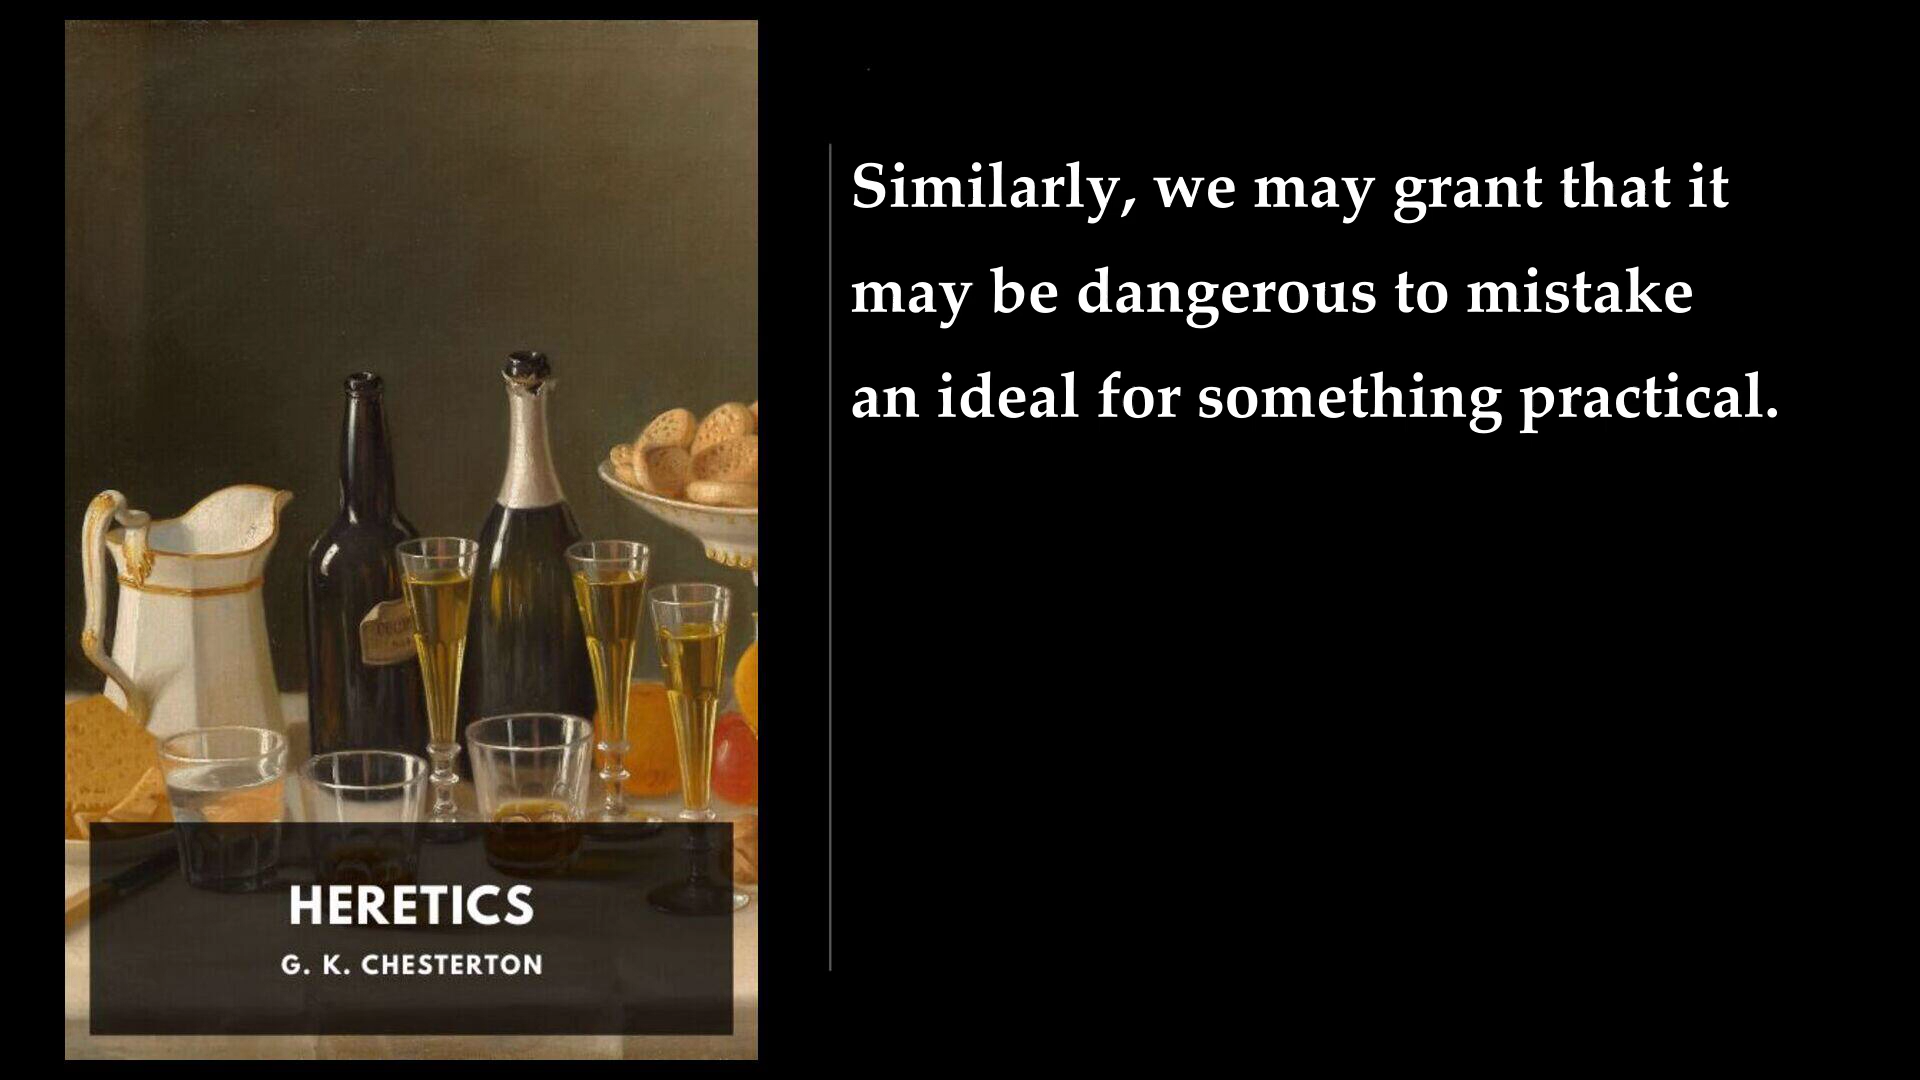 Similarly, we may grant that it
may be dangerous to mistake
an ideal for something practical.
HERETICS
G. K. CHESTERTON